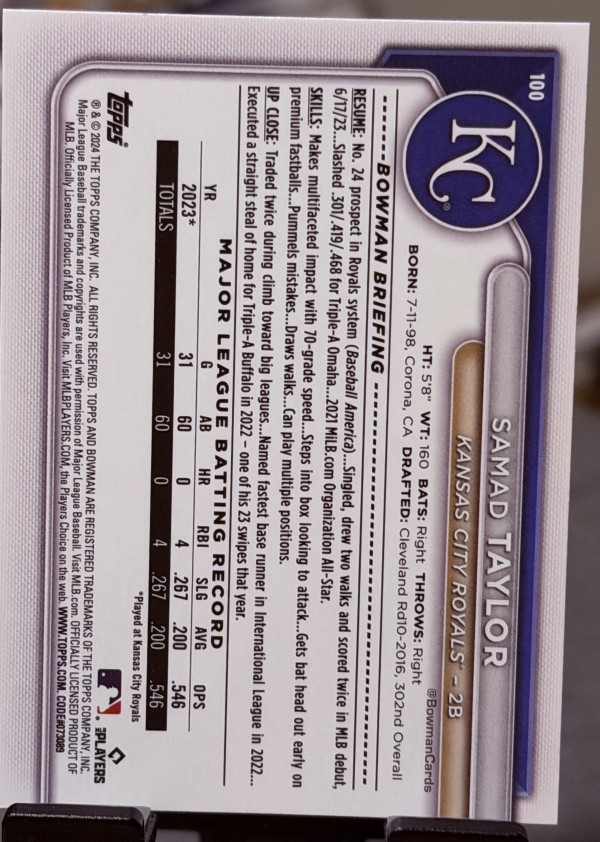 100
KC
SAMAD TAYLOR
KANSAS CITY ROYALS® – 2B
@BowmanCards
HT: 5'8" WT: 160 BATS: Right THROWS: Right
BORN: 7-11-98, Corona, CA DRAFTED: Cleveland Rd10-2016, 302nd Overall
BOWMAN BRIEFING
RESUME: No. 24 prospect in Royals system (Baseball America)....Singled, drew two walks and scored twice in MLB debut,
6/17/23....Slashed .301/.419/.468 for Triple-A Omaha...2021 MiLB.com Organization All-Star.
SKILLS: Makes multifaceted impact with 70-grade speed...Steps into box looking to attack...Gets bat head out early on
premium fastballs...Pummels mistakes...Draws walks...Can play multiple positions.
UP CLOSE: Traded twice during climb toward big leagues...Named fastest base runner in International League in 2022...
Executed a straight steal of home for Triple-A Buffalo in 2022 – one of his 23 swipes that year.
MAJOR LEAGUE BATTING RECORD
YR G AB HR RBI SLG AVG OPS
2023* 31 60 0 4 .267 .200 .546
TOTALS 31 60 0 4 .267 .200 .546
*Played at Kansas City Royals
topps
MLB PLAYERS
® & © 2024 THE TOPPS COMPANY, INC. ALL RIGHTS RESERVED. TOPPS AND BOWMAN ARE REGISTERED TRADEMARKS OF THE TOPPS COMPANY, INC.
Major League Baseball trademarks and copyrights are used with permission of Major League Baseball. Visit MLB.com. OFFICIALLY LICENSED PRODUCT OF
MLB. Officially Licensed Product of MLB Players, Inc. Visit MLBPLAYERS.COM, the Players Choice on the web. WWW.TOPPS.COM. CODE#073089